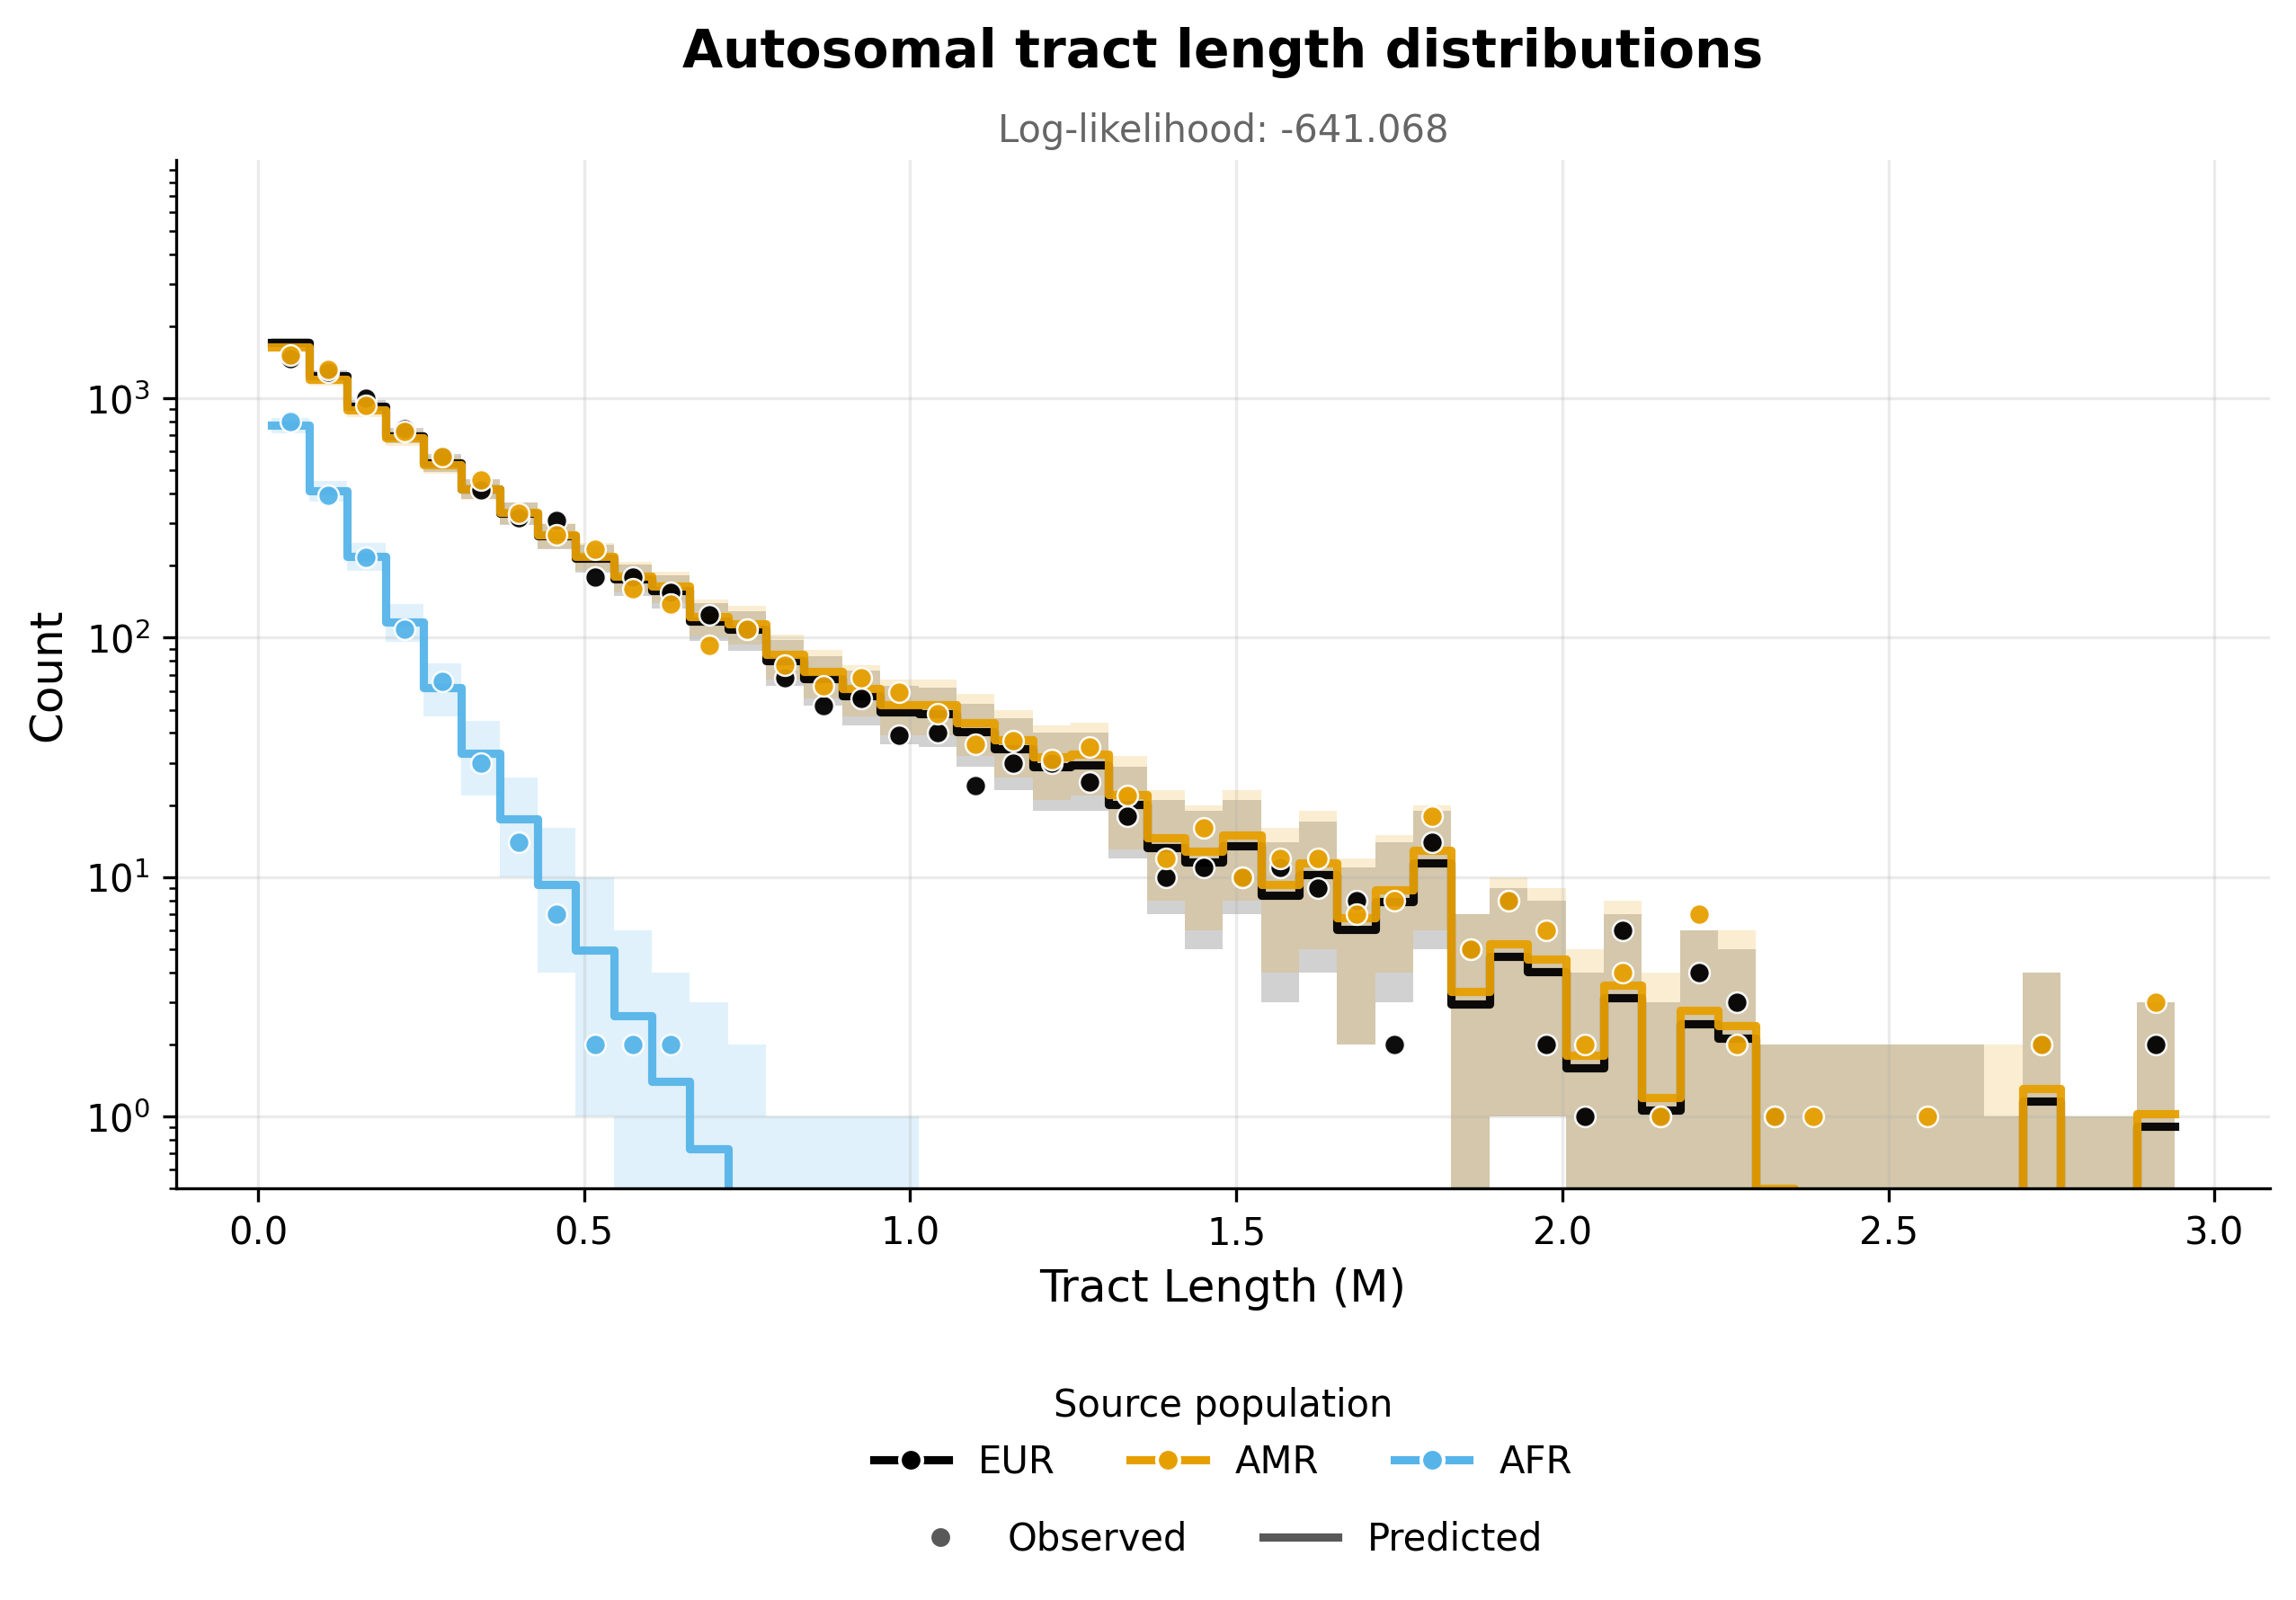 Autosomal tract length distributions
Log-likelihood: -641.068
Count
10³
10²
10¹
10⁰
0.0 0.5 1.0 1.5 2.0 2.5 3.0
Tract Length (M)
Source population
EUR AMR AFR
Observed Predicted